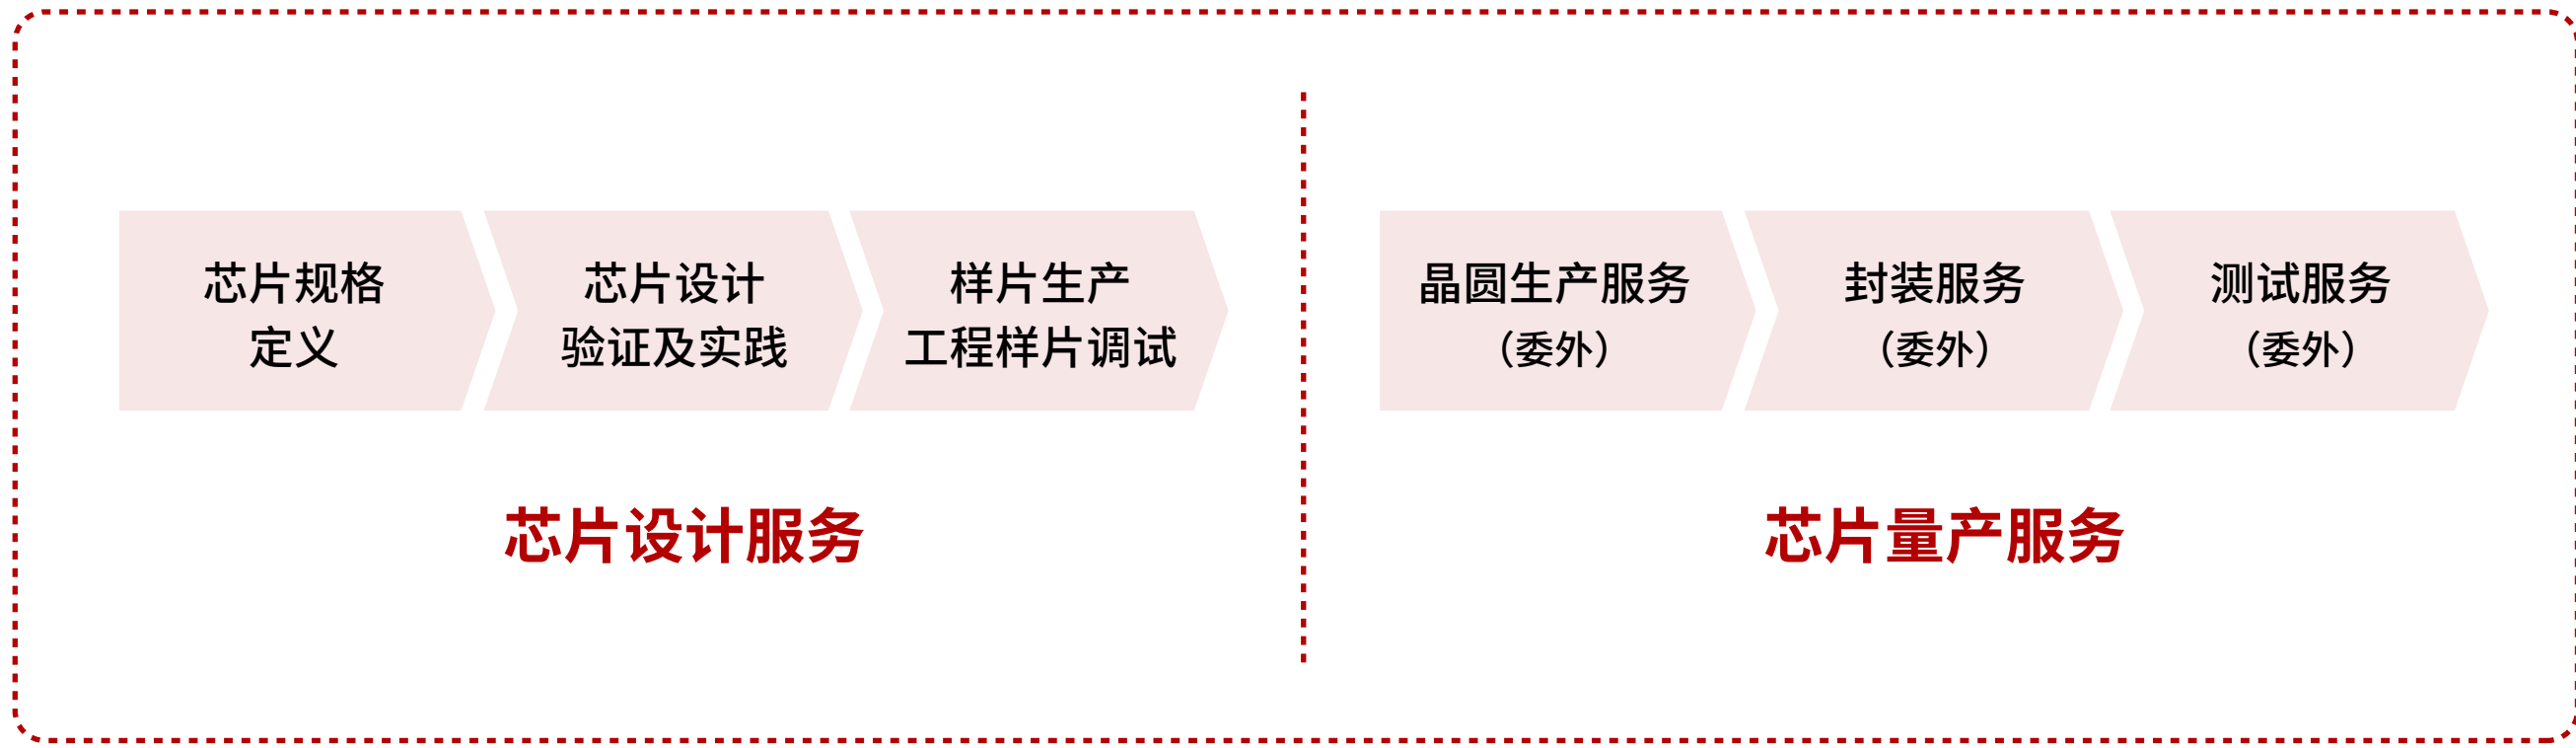 芯片规格
定义
芯片设计
验证及实践
样片生产
工程样片调试
芯片设计服务
晶圆生产服务
（委外）
封装服务
（委外）
测试服务
（委外）
芯片量产服务